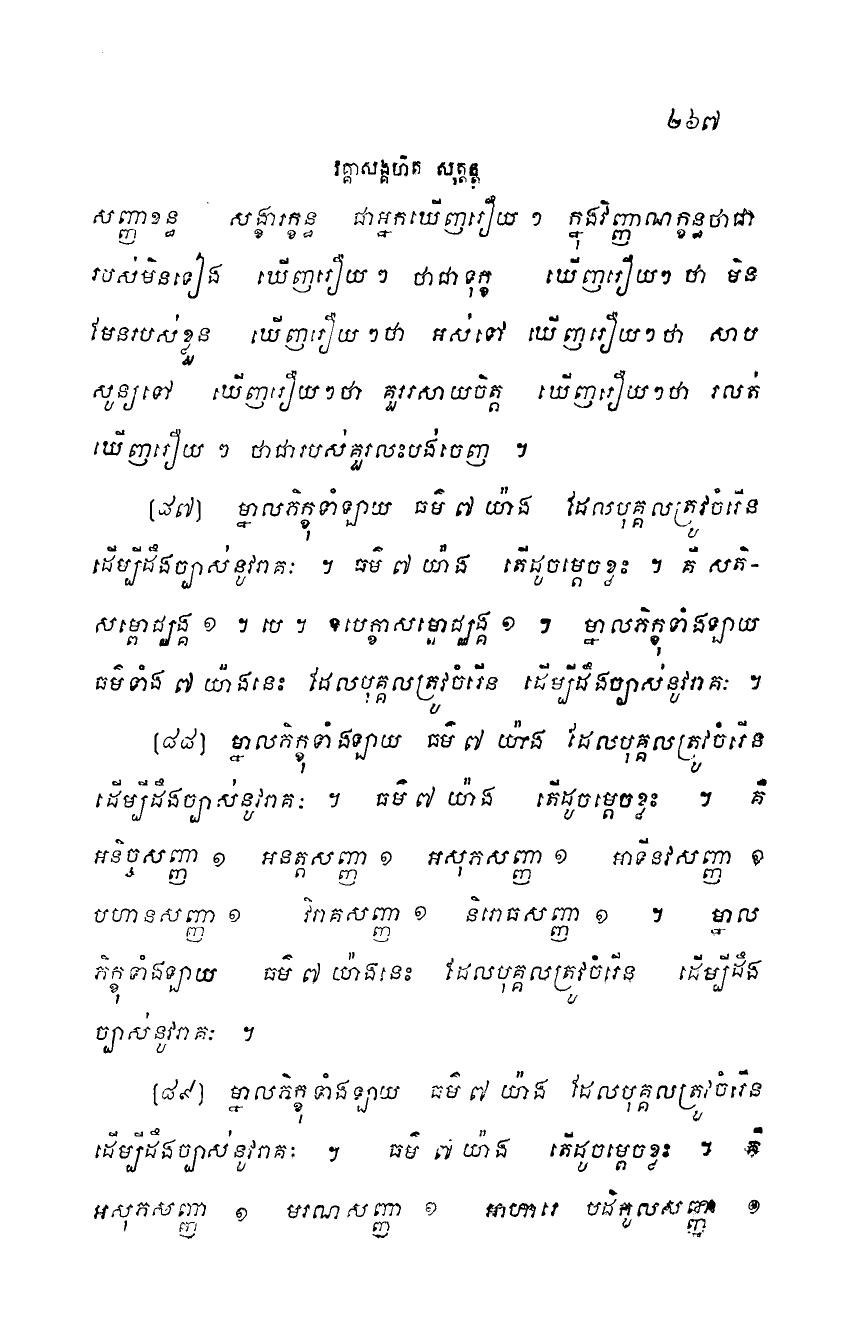 ២៦៧
វគ្គាសង្គហិត សុត្តន្ត
សញ្ញាខន្ធ សង្ខារក្ខន្ធ ជាអ្នកឃើញរឿយ ៗ ក្នុងវិញ្ញាណក្ខន្ធថាជា
របស់មិនទៀង ឃើញរឿយ ៗ ថាជាទុក្ខ ឃើញរឿយៗ ថា មិន
មែនរបស់ខ្លួន ឃើញរឿយ ៗថា អស់ទៅ ឃើញរឿយៗថា សាប
សូន្យទៅ ឃើញរឿយៗថា គួររសាយចិត្ត ឃើញរឿយៗថា រលត់
ឃើញរឿយ ៗ ថាជារបស់គួរលះបង់ចេញ ។
[៨៧] ម្នាលភិក្ខុទាំឡាយ ធម៌ ៧ យ៉ាង ដែលបុគ្គលត្រូវចំរើន
ដើម្បីដឹងច្បាស់នូវរាគៈ ។ ធម៌ ៧ យ៉ាង តើដូចម្តេចខ្លះ ។ គឺ សតិ-
សម្ពោជ្ឈង្គ ១ ។ បេ ។ ឧបេក្ខាសម្ពោជ្ឈង្គ ១ ។ ម្នាលភិក្ខុទាំងឡាយ
ធម៌ទាំង ៧ យ៉ាងនេះ ដែលបុគ្គលត្រូវចំរើន ដើម្បីដឹងច្បាស់នូវរាគៈ ។
[៨៨] ម្នាលភិក្ខុទាំងឡាយ ធម៌ ៧ យ៉ាង ដែលបុគ្គលត្រូវចំរើន
ដើម្បីដឹងច្បាស់នូវរាគៈ ។ ធម៌ ៧ យ៉ាង តើដូចម្តេចខ្លះ ។ គឺ
អនិច្ចសញ្ញា ១ អនត្តសញ្ញា ១ អសុភសញ្ញា ១ អាទីនវសញ្ញា ១
បហានសញ្ញា ១ វិរាគសញ្ញា ១ និរោធសញ្ញា ១ ។ ម្នាល
ភិក្ខុទាំងឡាយ ធម៌ ៧ យ៉ាងនេះ ដែលបុគ្គលត្រូវចំរើន ដើម្បីដឹង
ច្បាស់នូវរាគៈ ។
[៨៩] ម្នាលភិក្ខុទាំងឡាយ ធម៌ ៧ យ៉ាង ដែលបុគ្គលត្រូវចំរើន
ដើម្បីដឹងច្បាស់នូវរាគៈ ។ ធម៌ ៧ យ៉ាង តើដូចម្តេចខ្លះ ។ គឺ
អសុភសញ្ញា ១ មរណសញ្ញា ១ អាហារេ បដិកូលសញ្ញា ១